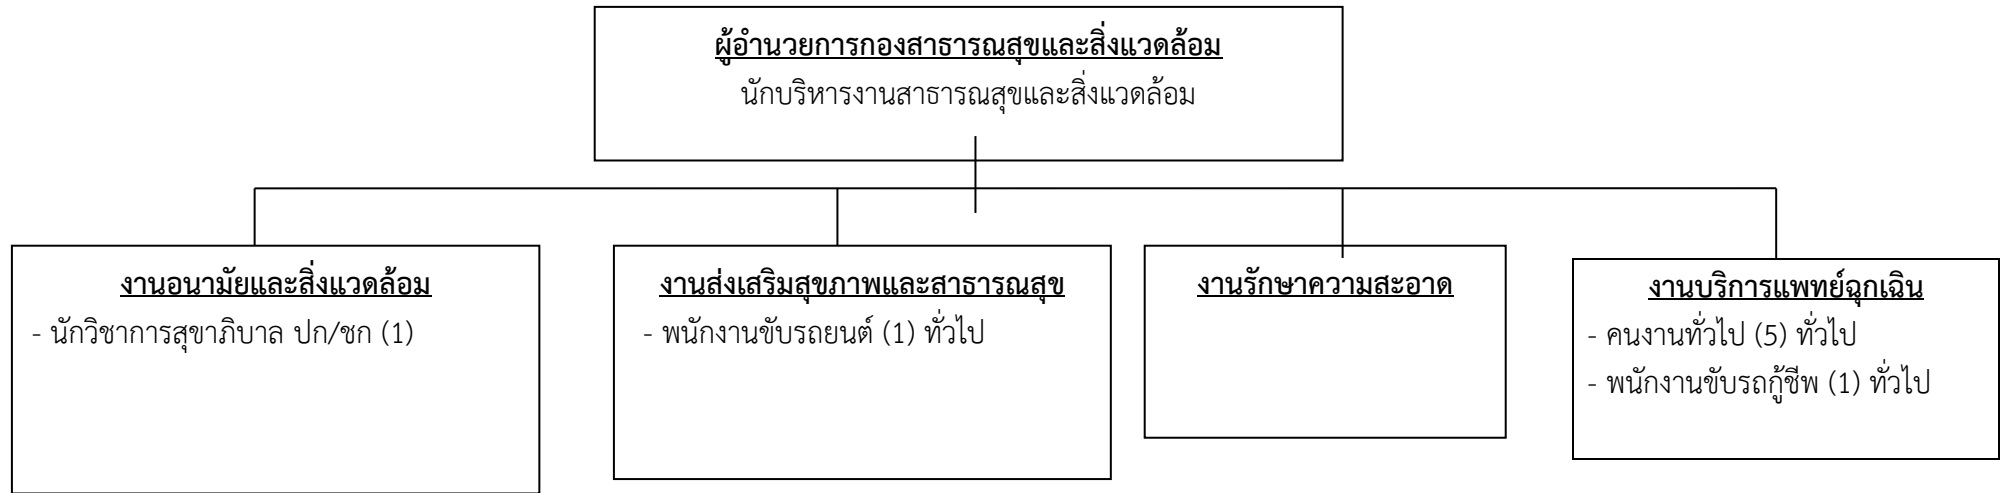 ผู้อำนวยการกองสาธารณสุขและสิ่งแวดล้อม
นักบริหารงานสาธารณสุขและสิ่งแวดล้อม
งานอนามัยและสิ่งแวดล้อม
- นักวิชาการสุขาภิบาล ปก/ชก (1)
งานส่งเสริมสุขภาพและสาธารณสุข
- พนักงานขับรถยนต์ (1) ทั่วไป
งานรักษาความสะอาด
งานบริการแพทย์ฉุกเฉิน
- คนงานทั่วไป (5) ทั่วไป
- พนักงานขับรถกู้ชีพ (1) ทั่วไป